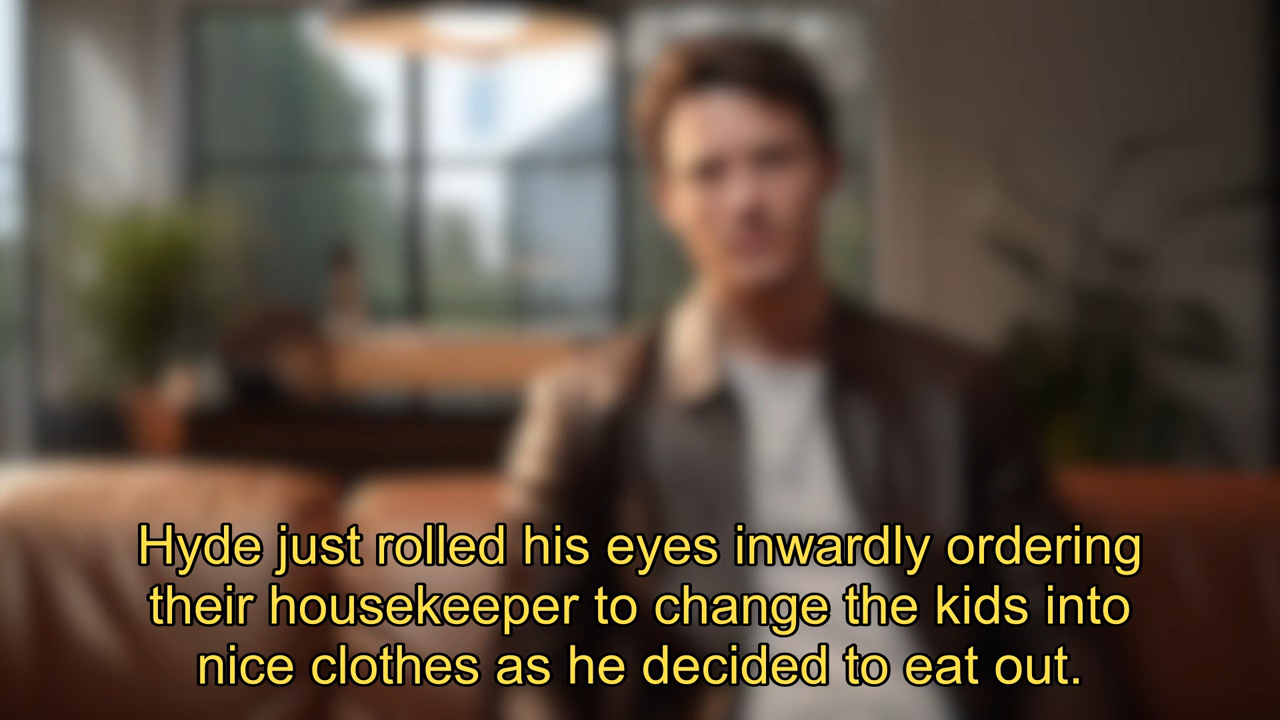 Hyde just rolled his eyes inwardly ordering
their housekeeper to change the kids into
nice clothes as he decided to eat out.